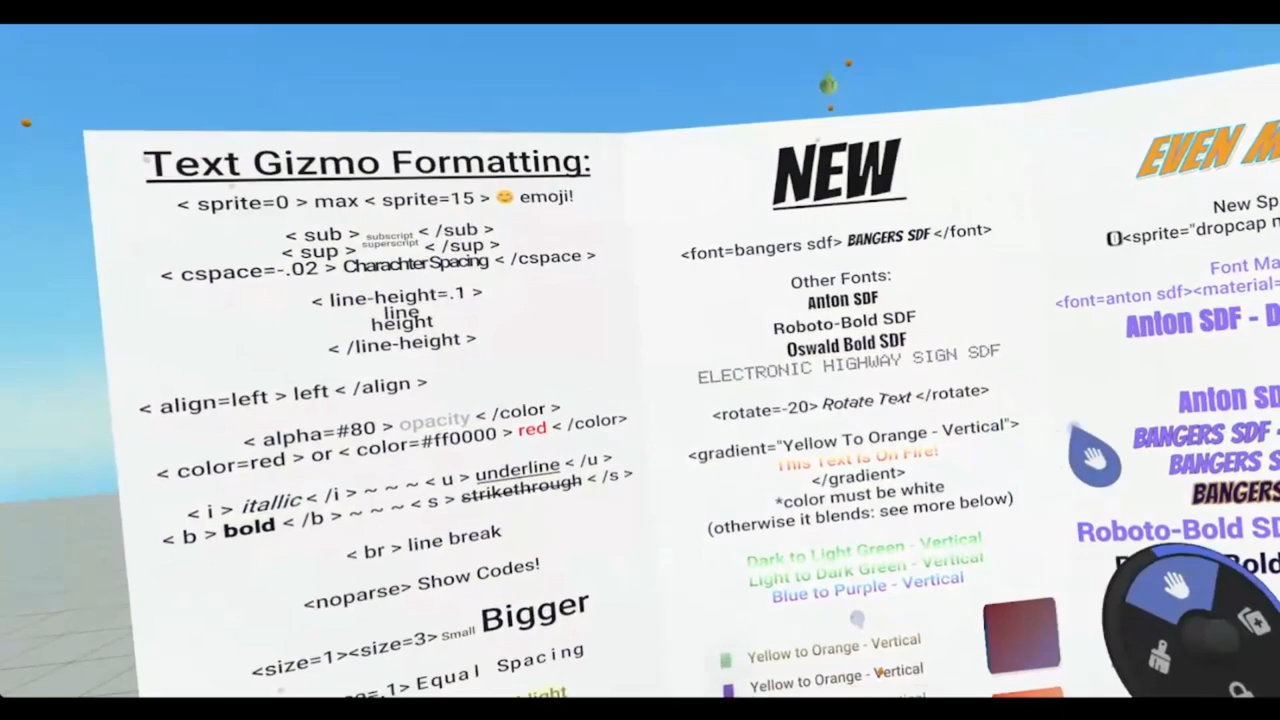 Text Gizmo Formatting:
< sprite=0 > max < sprite=15 > 😊 emoji!
< sub > subscript < /sub >
< sup > superscript < /sup >
< cspace=-.02 > Charachter Spacing < /cspace >
< line-height=.1 >
line
height
< /line-height >
< align=left > left < /align >
< alpha=#80 > opacity < /color >
< color=red > or < color=#ff0000 > red < /color>
< i > itallic < /i > ~ ~ ~ < u > underline < /u >
< b > bold < /b > ~ ~ ~ < s > strikethrough < /s >
< br > line break
<noparse> Show Codes!
<size=1><size=3> Small Bigger
=.1> Equal Spacing
NEW
<font=bangers sdf> BANGERS SDF </font>
Other Fonts:
Anton SDF
Roboto-Bold SDF
Oswald Bold SDF
ELECTRONIC HIGHWAY SIGN SDF
<rotate=-20> Rotate Text </rotate>
<gradient="Yellow To Orange - Vertical">
This Text Is On Fire!
</gradient>
*color must be white
(otherwise it blends: see more below)
Dark to Light Green - Vertical
Light to Dark Green - Vertical
Blue to Purple - Vertical
Yellow to Orange - Vertical
Yellow to Orange - Vertical
EVEN
New
<sprite="dropcap
Font
<font=anton sdf><material=
Anton SDF -
Anton
BANGERS SDF
BANGERS
BANGERS
Roboto-Bold